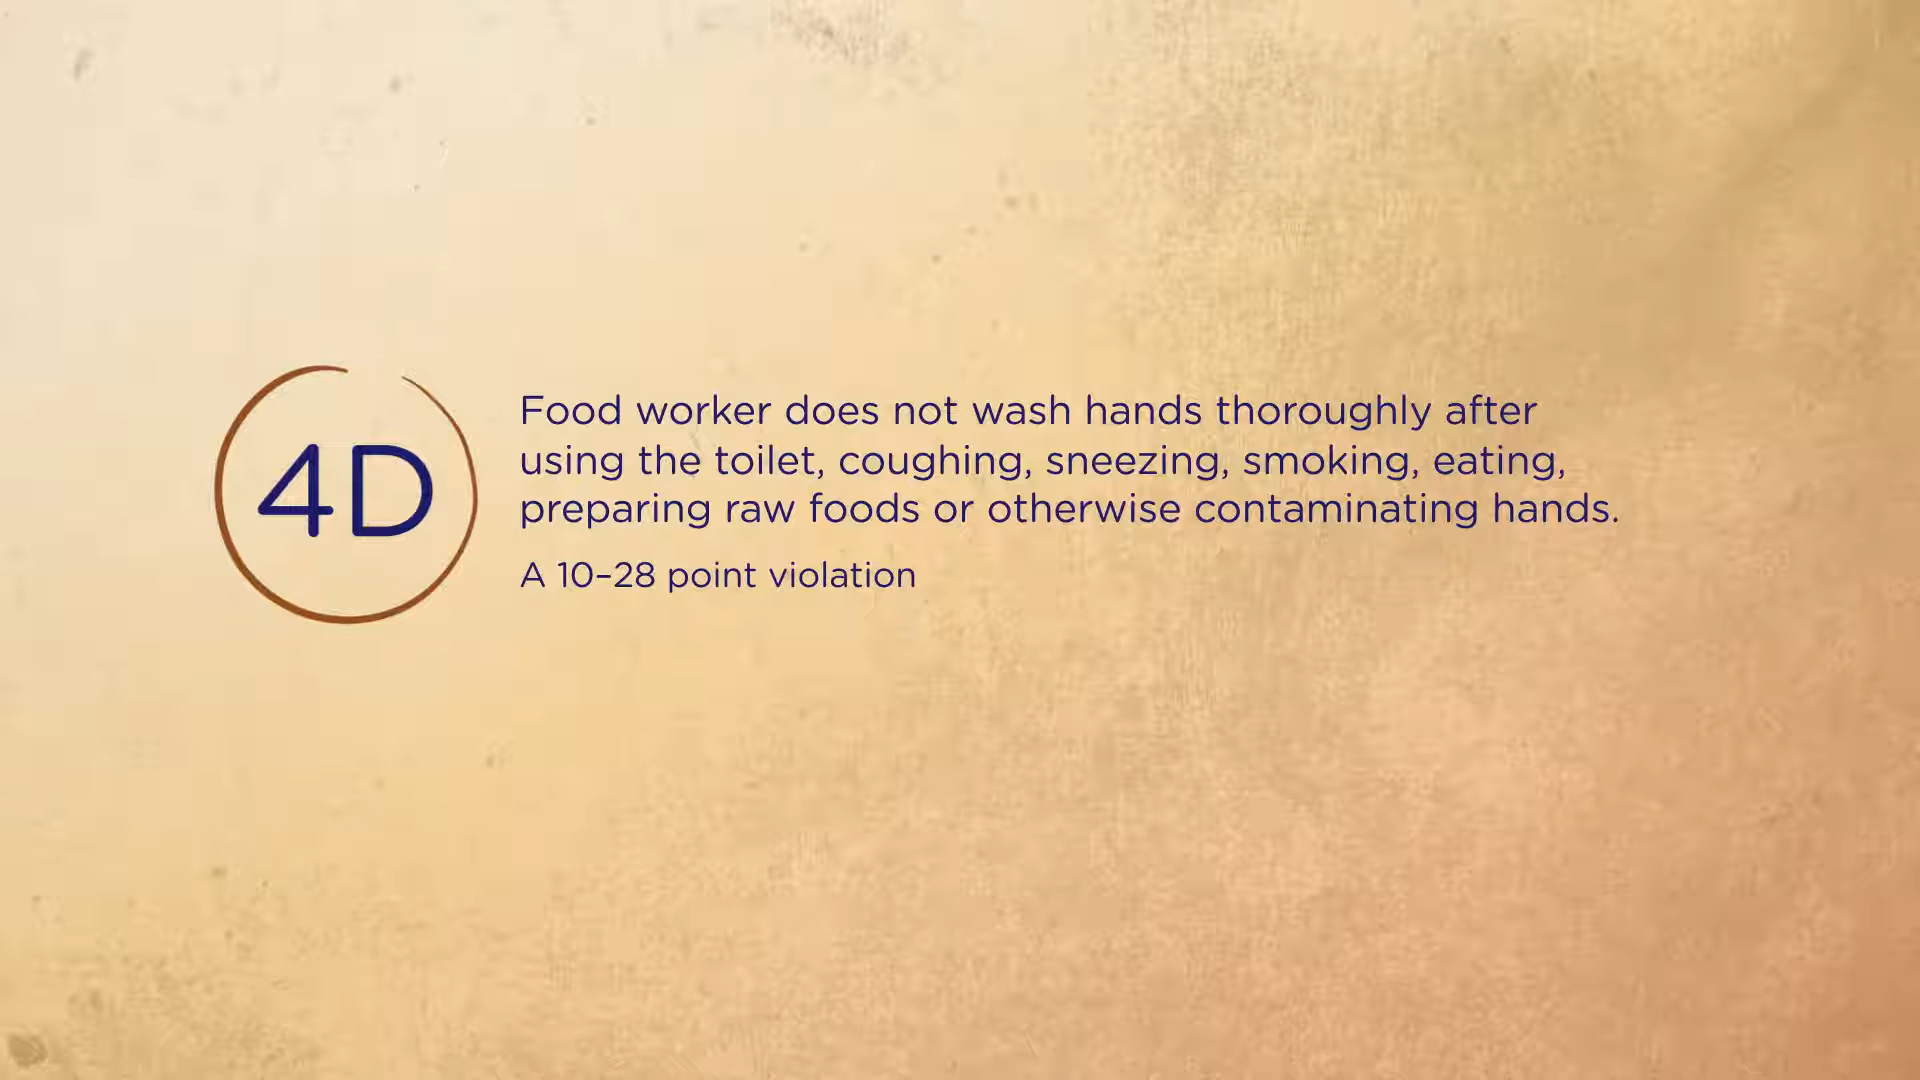 4D
Food worker does not wash hands thoroughly after
using the toilet, coughing, sneezing, smoking, eating,
preparing raw foods or otherwise contaminating hands.
A 10–28 point violation